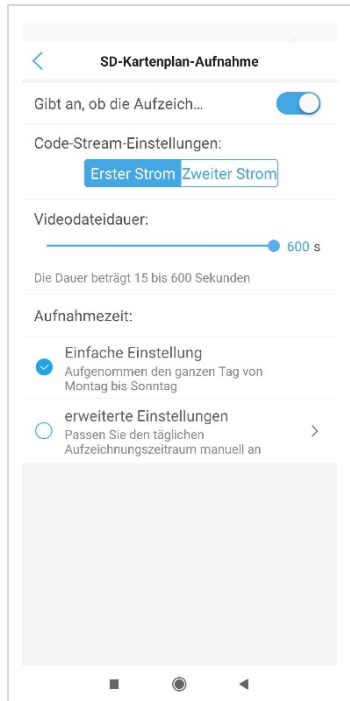 SD-Kartenplan-Aufnahme
Gibt an, ob die Aufzeich...
Code-Stream-Einstellungen:
Erster Strom Zweiter Strom
Videodateidauer:
600 s
Die Dauer beträgt 15 bis 600 Sekunden
Aufnahmezeit:
Einfache Einstellung
Aufgenommen den ganzen Tag von
Montag bis Sonntag
erweiterte Einstellungen
Passen Sie den täglichen
Aufzeichnungszeitraum manuell an